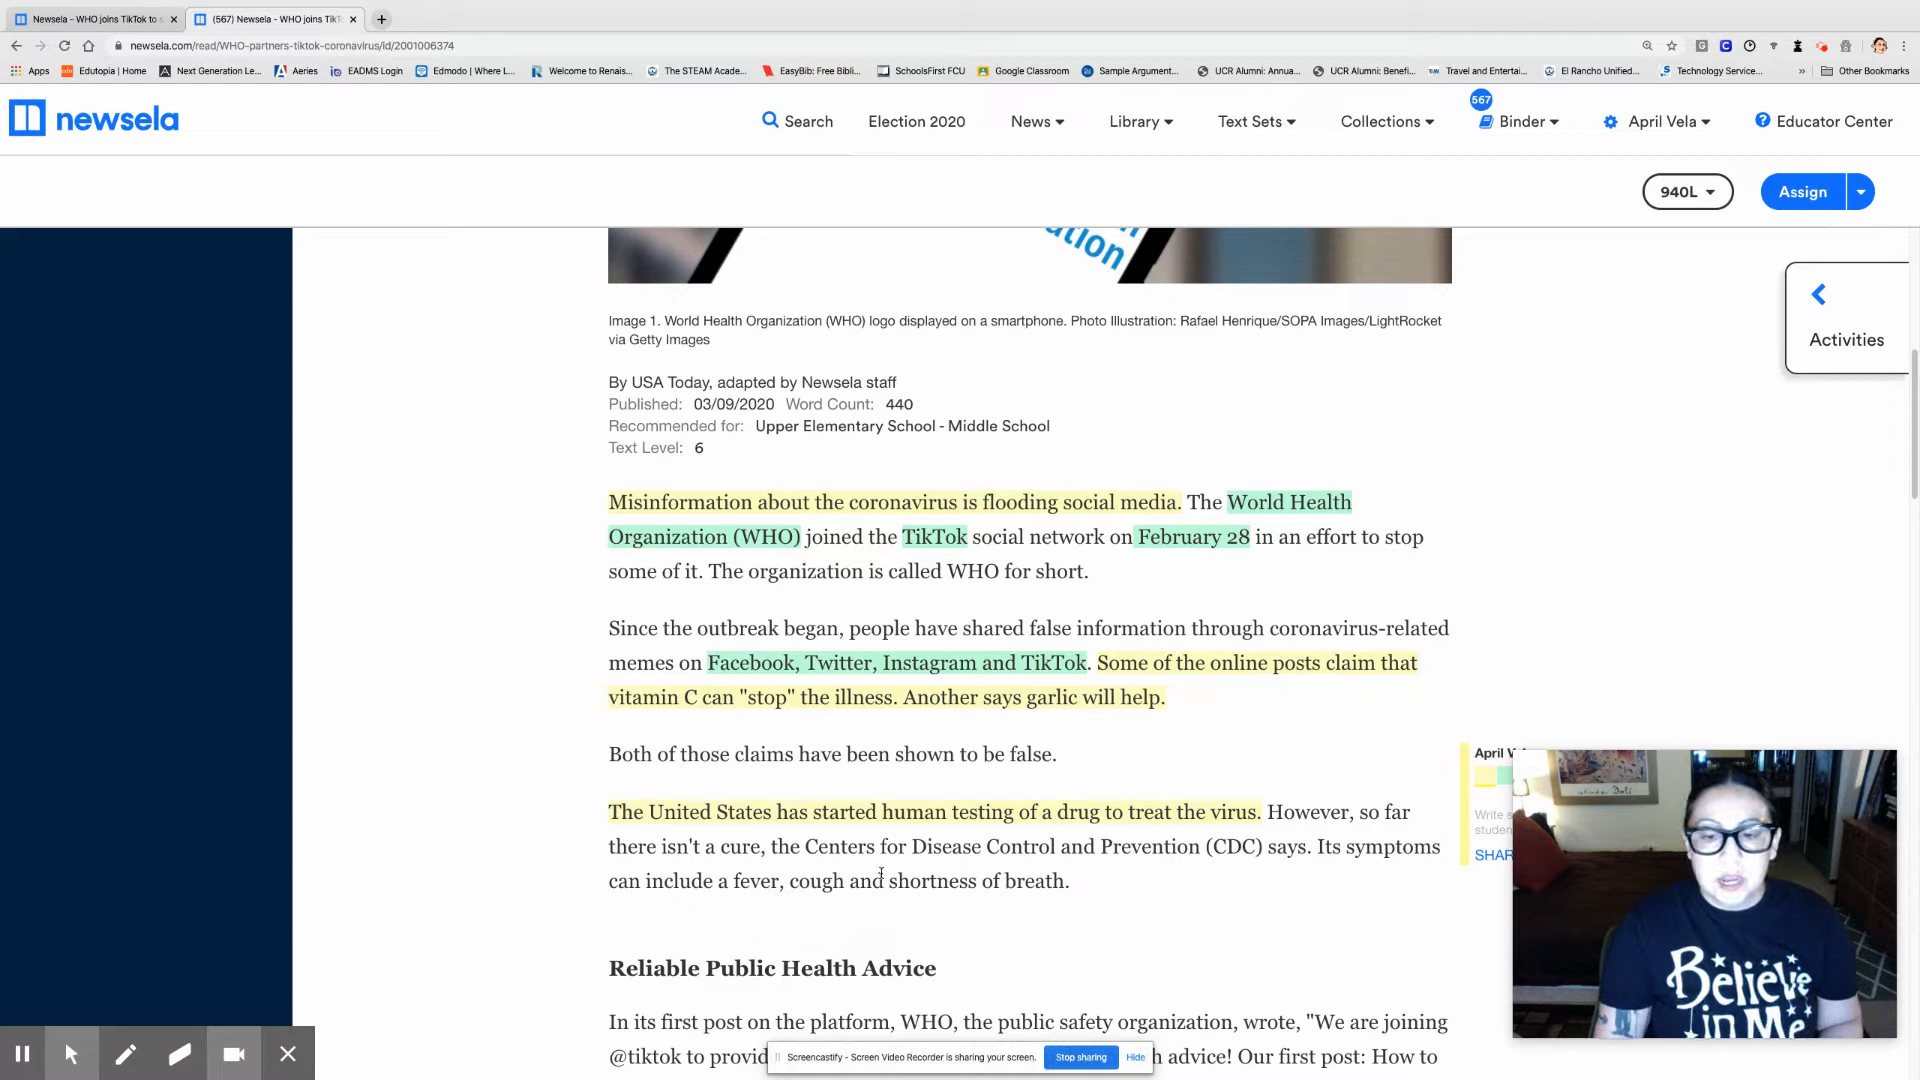 Newsela - WHO joins TikTok to s
(567) Newsela - WHO joins TikTo
newsela.com/read/WHO-partners-tiktok-coronavirus/id/2001006374
Apps
Edutopia | Home
Next Generation Le...
Aeries
EADMS Login
Edmodo | Where L...
Welcome to Renais...
The STEAM Acade...
EasyBib: Free Bibli...
SchoolsFirst FCU
Google Classroom
Sample Argument...
UCR Alumni: Annua...
UCR Alumni: Benefi...
Travel and Entertai...
El Rancho Unified...
Technology Service...
»
Other Bookmarks
newsela
Search
Election 2020
News
Library
Text Sets
Collections
567
Binder
April Vela
Educator Center
940L
Assign
ation
Activities
Image 1. World Health Organization (WHO) logo displayed on a smartphone. Photo Illustration: Rafael Henrique/SOPA Images/LightRocket
via Getty Images
By USA Today, adapted by Newsela staff
Published: 03/09/2020 Word Count: 440
Recommended for: Upper Elementary School - Middle School
Text Level: 6
Misinformation about the coronavirus is flooding social media. The World Health
Organization (WHO) joined the TikTok social network on February 28 in an effort to stop
some of it. The organization is called WHO for short.
Since the outbreak began, people have shared false information through coronavirus-related
memes on Facebook, Twitter, Instagram and TikTok. Some of the online posts claim that
vitamin C can "stop" the illness. Another says garlic will help.
Both of those claims have been shown to be false.
The United States has started human testing of a drug to treat the virus. However, so far
there isn't a cure, the Centers for Disease Control and Prevention (CDC) says. Its symptoms
can include a fever, cough and shortness of breath.
April V
Write s
studen
SHAR
Reliable Public Health Advice
In its first post on the platform, WHO, the public safety organization, wrote, "We are joining
@tiktok to provid
h advice! Our first post: How to
Screencastify - Screen Video Recorder is sharing your screen.
Stop sharing
Hide
Believe
in Me